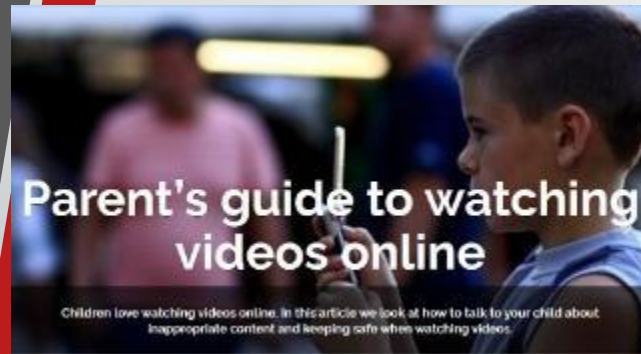 Parent's guide to watching
videos online
Children love watching videos online. In this article we look at how to talk to your child about
inappropriate content and keeping safe when watching videos.